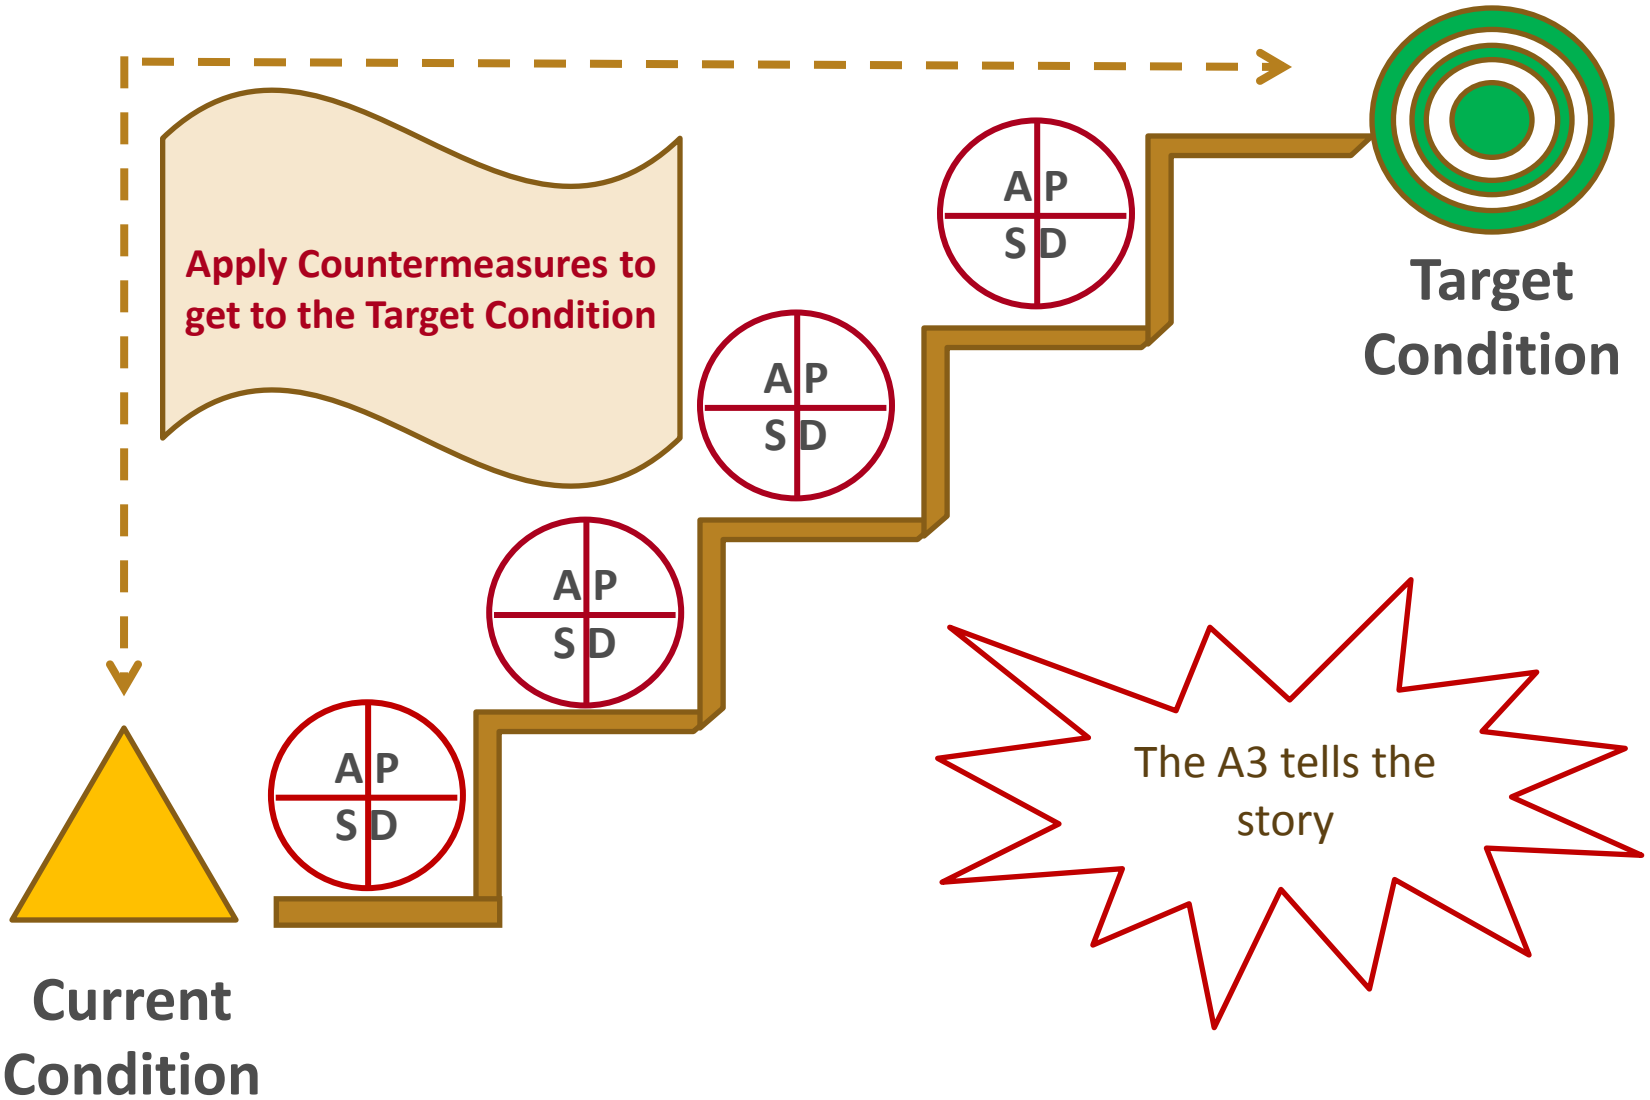 Apply Countermeasures to
get to the Target Condition
A P
S D
Target
Condition
A P
S D
A P
S D
A P
S D
The A3 tells the
story
Current
Condition